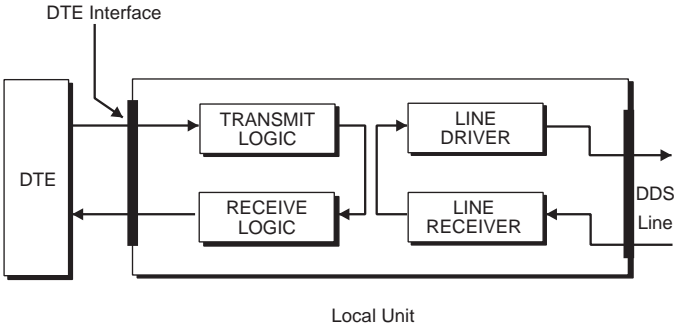 DTE Interface
TRANSMIT
LOGIC
LINE
DRIVER
DTE
RECEIVE
LOGIC
LINE
RECEIVER
DDS
Line
Local Unit